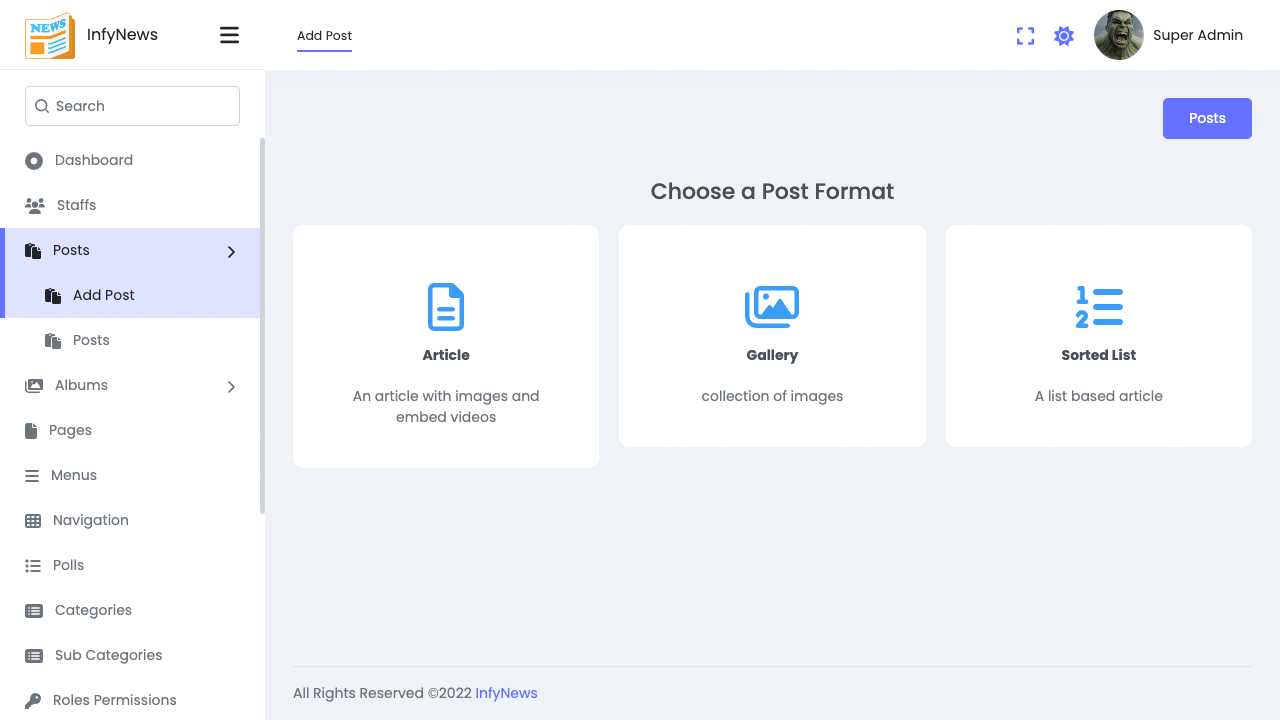 NEWS
InfyNews
Add Post
Super Admin
Search
Dashboard
Staffs
Posts
Add Post
Posts
Albums
Pages
Menus
Navigation
Polls
Categories
Sub Categories
Roles Permissions
Posts
Choose a Post Format
Article
An article with images and
embed videos
Gallery
collection of images
1
2
Sorted List
A list based article
All Rights Reserved ©2022 InfyNews